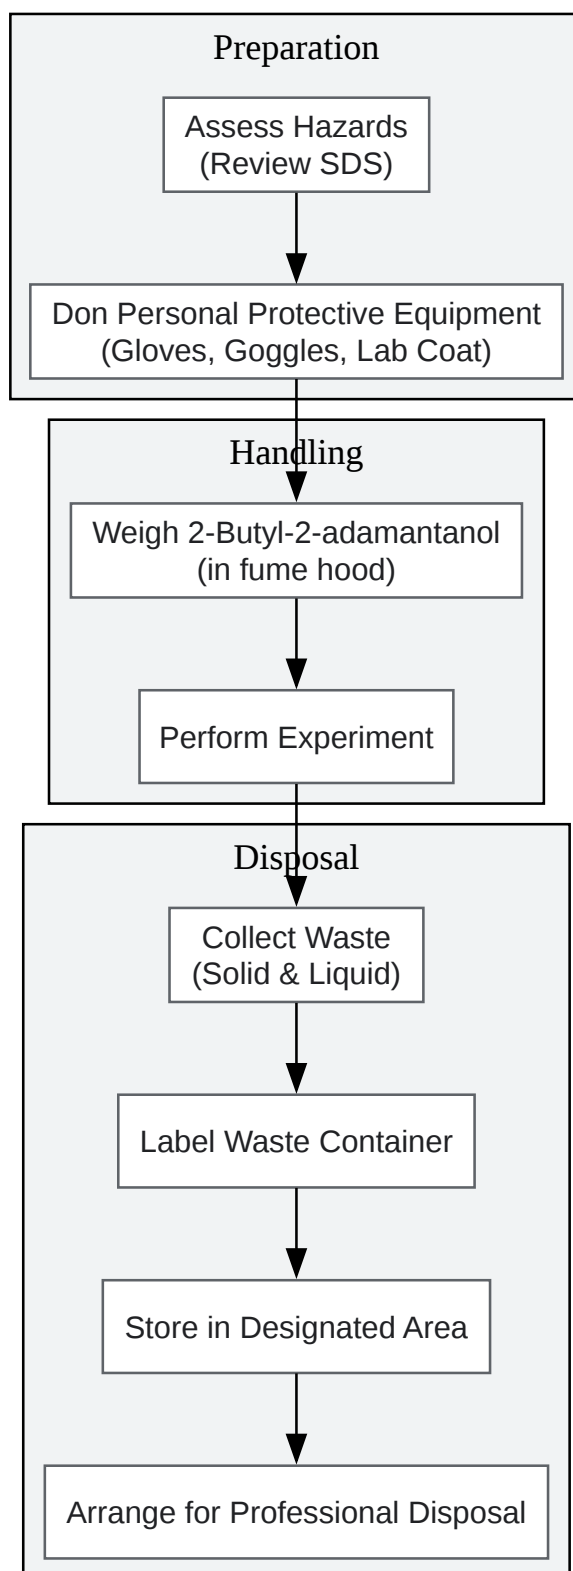 Preparation
Assess Hazards
(Review SDS)
Don Personal Protective Equipment
(Gloves, Goggles, Lab Coat)
Handling
Weigh 2-Butyl-2-adamantanol
(in fume hood)
Perform Experiment
Disposal
Collect Waste
(Solid & Liquid)
Label Waste Container
Store in Designated Area
Arrange for Professional Disposal